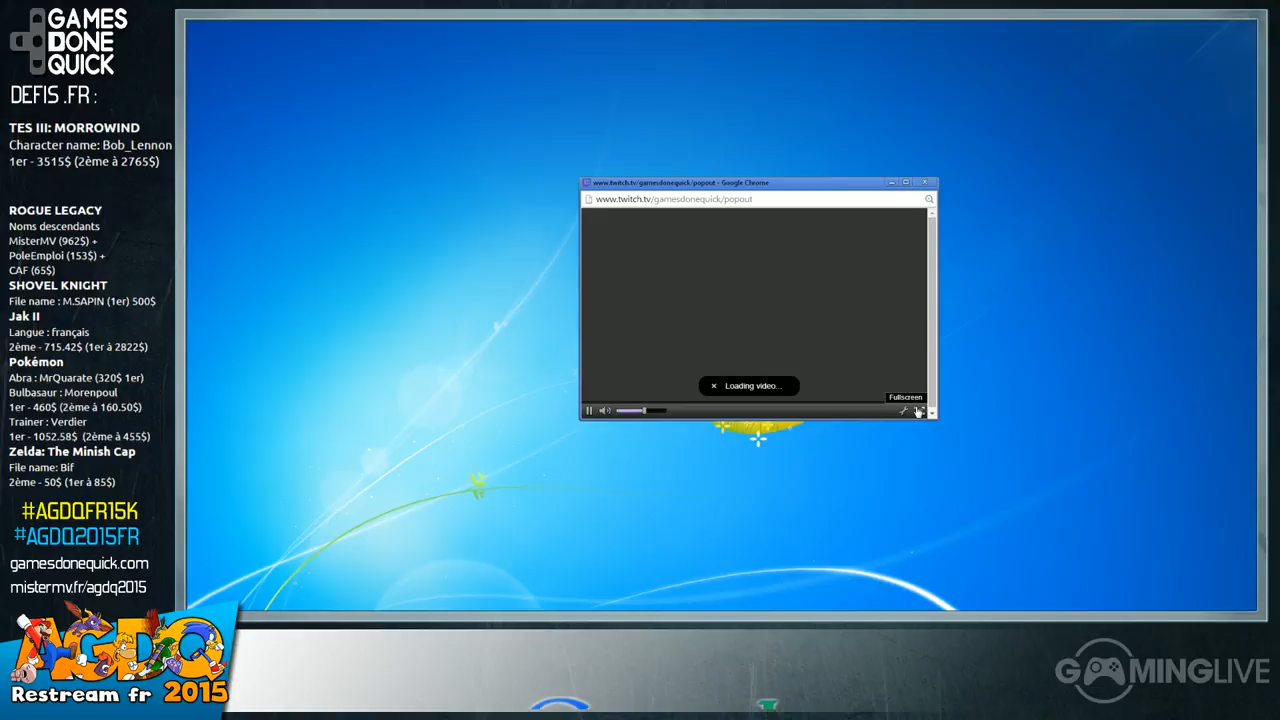 GAMES
DONE
QUICK
DEFIS .FR :
TES III: MORROWIND
Character name: Bob_Lennon
1er - 3515$ (2ème à 2765$)
ROGUE LEGACY
Noms descendants
MisterMV (962$) +
PoleEmploi (153$) +
CAF (65$)
SHOVEL KNIGHT
File name : M.SAPIN (1er) 500$
Jak II
Langue : français
2ème - 715.42$ (1er à 2822$)
Pokémon
Abra : MrQuarate (320$ 1er)
Bulbasaur : Morenpoul
1er - 460$ (2ème à 160.50$)
Trainer : Verdier
1er - 1052.58$ (2ème à 455$)
Zelda: The Minish Cap
File name: Bif
2ème - 50$ (1er à 85$)
#AGDQFR15K
#AGDQ2015FR
gamesdonequick.com
mistermv.fr/agdq2015
AGDQ
Restream fr 2015
www.twitch.tv/gamesdonequick/popout - Google Chrome
www.twitch.tv/gamesdonequick/popout
Loading video...
Fullscreen
GAMINGLIVE